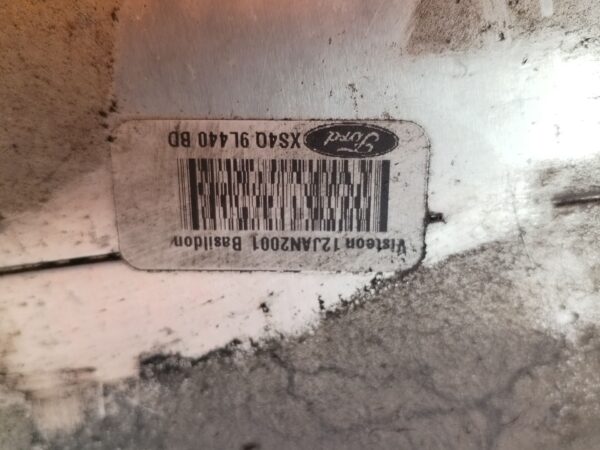 Visteon 12JAN2001 Basildon
Ford XS4Q 9L440 BD